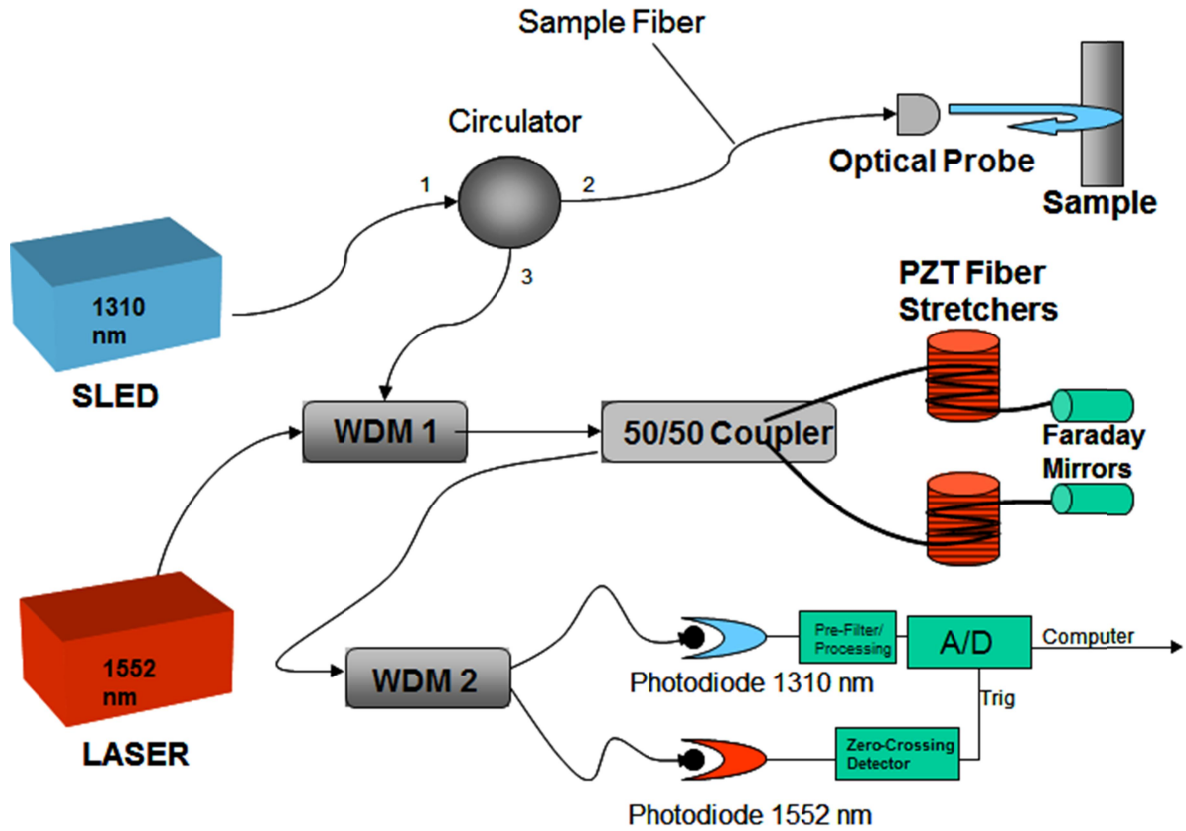 Sample Fiber
Circulator
1
2
3
Optical Probe
Sample
1310
nm
SLED
PZT Fiber
Stretchers
WDM 1
50/50 Coupler
Faraday
Mirrors
1552
nm
LASER
WDM 2
Photodiode 1310 nm
Pre-Filter/
Processing
A/D
Computer
Trig
Zero-Crossing
Detector
Photodiode 1552 nm